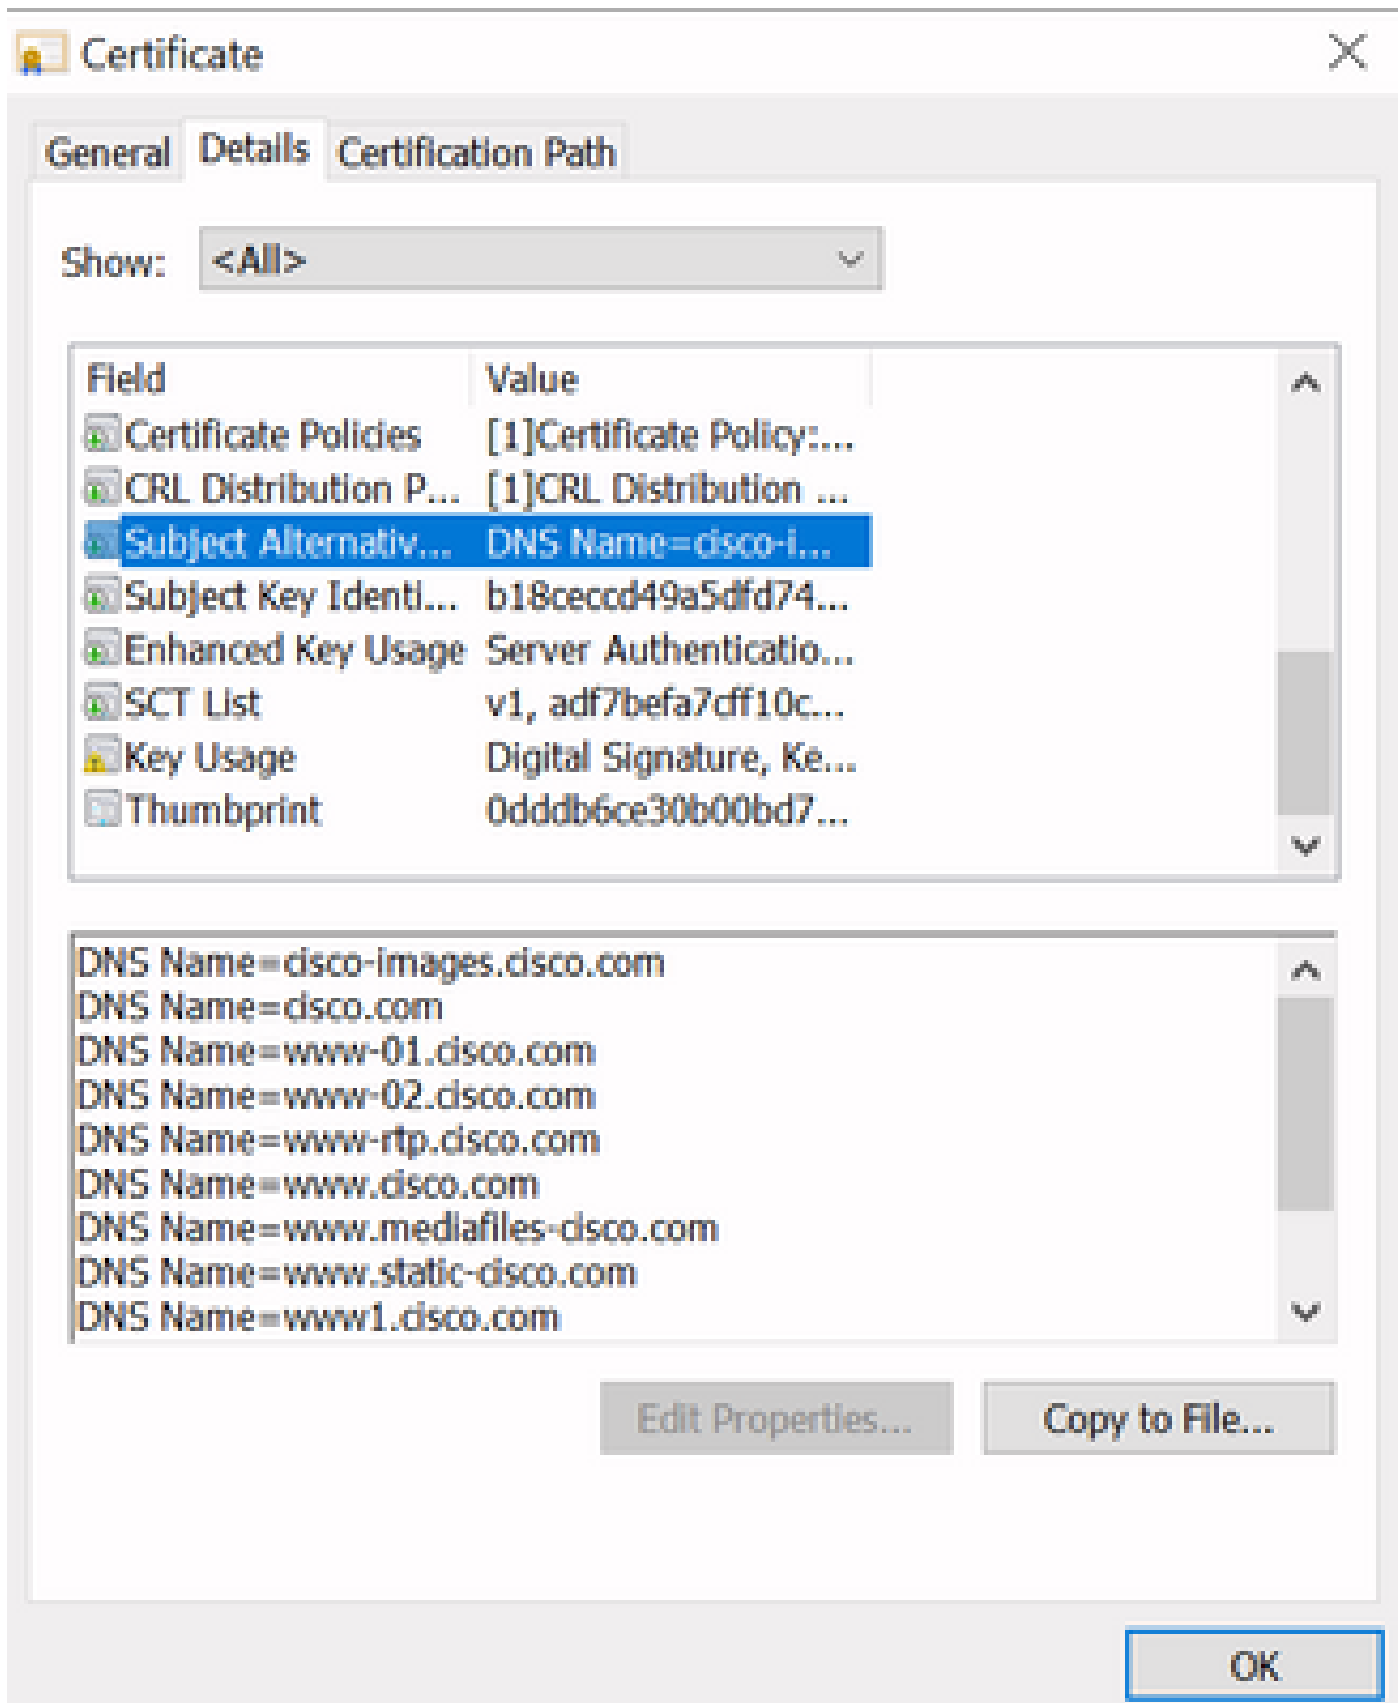 Certificate
General Details Certification Path
Show: <All>
Field Value
Certificate Policies [1]Certificate Policy:...
CRL Distribution P... [1]CRL Distribution ...
Subject Alternativ... DNS Name=cisco-i...
Subject Key Identi... b18ceccd49a5dfd74...
Enhanced Key Usage Server Authenticatio...
SCT List v1, adf7befa7cff10c...
Key Usage Digital Signature, Ke...
Thumbprint 0dddb6ce30b00bd7...
DNS Name=cisco-images.cisco.com
DNS Name=cisco.com
DNS Name=www-01.cisco.com
DNS Name=www-02.cisco.com
DNS Name=www-rtp.cisco.com
DNS Name=www.cisco.com
DNS Name=www.mediafiles-cisco.com
DNS Name=www.static-cisco.com
DNS Name=www1.cisco.com
Edit Properties... Copy to File...
OK